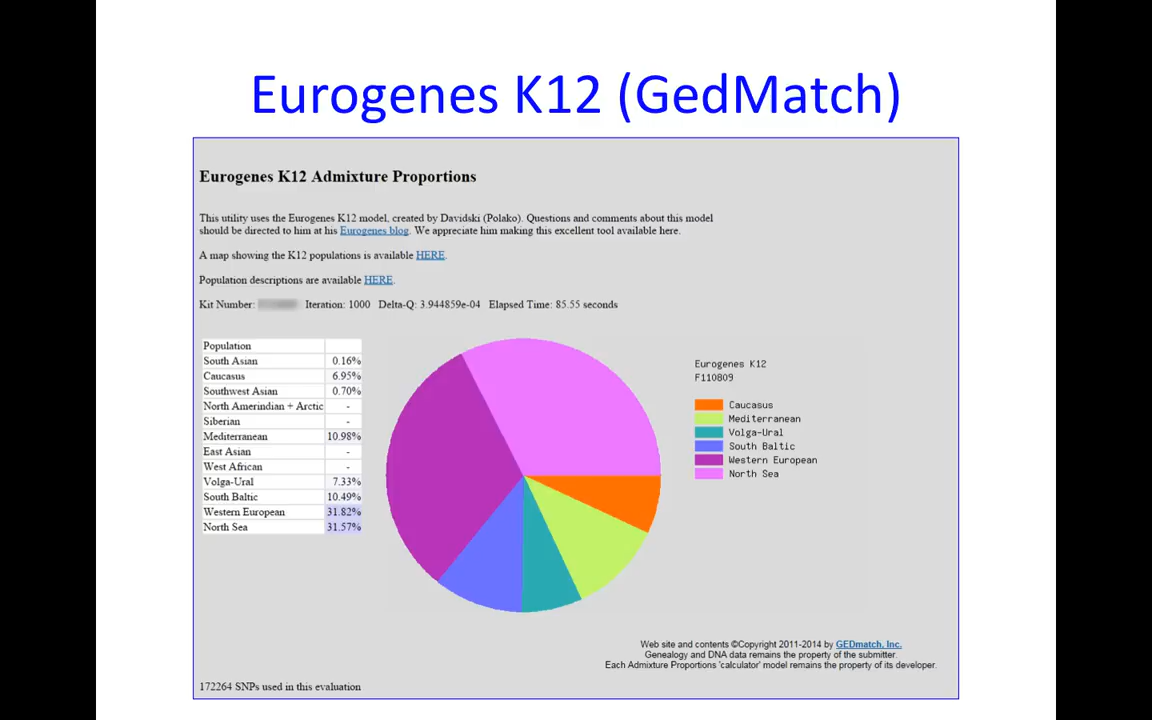 Eurogenes K12 (GedMatch)
Eurogenes K12 Admixture Proportions
This utility uses the Eurogenes K12 model, created by Davidski (Polako). Questions and comments about this model
should be directed to him at his Eurogenes blog. We appreciate him making this excellent tool available here.
A map showing the K12 populations is available HERE.
Population descriptions are available HERE.
Kit Number: Iteration: 1000 Delta-Q: 3.944859e-04 Elapsed Time: 85.55 seconds
Population
South Asian 0.16%
Caucasus 6.95%
Southwest Asian 0.70%
North Amerindian + Arctic -
Siberian -
Mediterranean 10.98%
East Asian -
West African -
Volga-Ural 7.33%
South Baltic 10.49%
Western European 31.82%
North Sea 31.57%
Eurogenes K12
F110809
Caucasus
Mediterranean
Volga-Ural
South Baltic
Western European
North Sea
Web site and contents ©Copyright 2011-2014 by GEDmatch, Inc.
Genealogy and DNA data remains the property of the submitter.
Each Admixture Proportions 'calculator' model remains the property of its developer.
172264 SNPs used in this evaluation